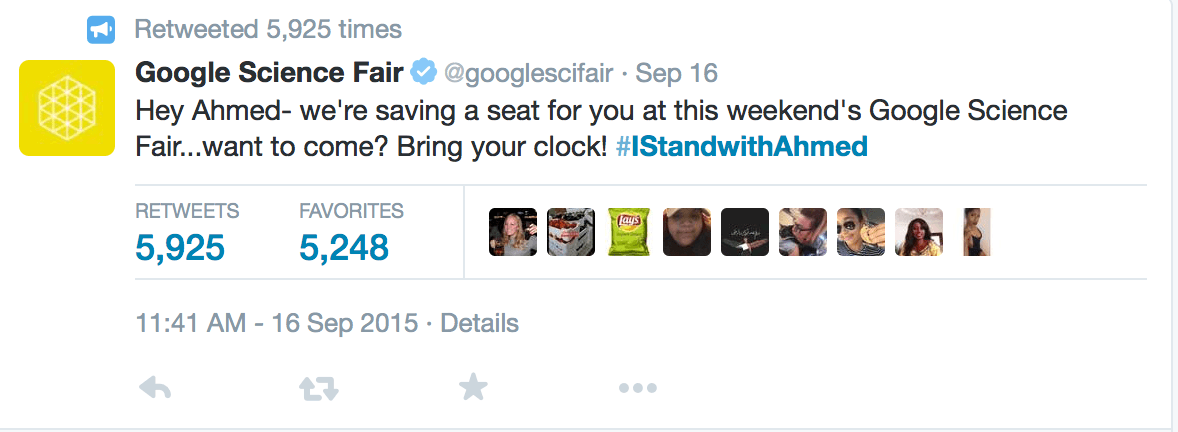 Retweeted 5,925 times
Google Science Fair @googlescifair · Sep 16
Hey Ahmed- we're saving a seat for you at this weekend's Google Science
Fair...want to come? Bring your clock! #IStandwithAhmed
RETWEETS FAVORITES
5,925 5,248
Lay's
11:41 AM - 16 Sep 2015 · Details